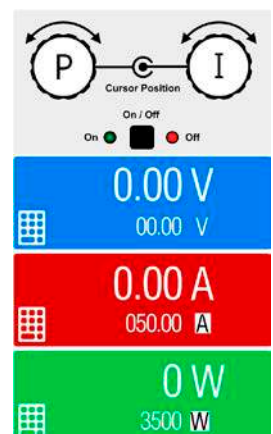 P I
Cursor Position
On / Off
On Off
0.00 V
00.00 V
0.00 A
050.00 A
0 W
3500 W